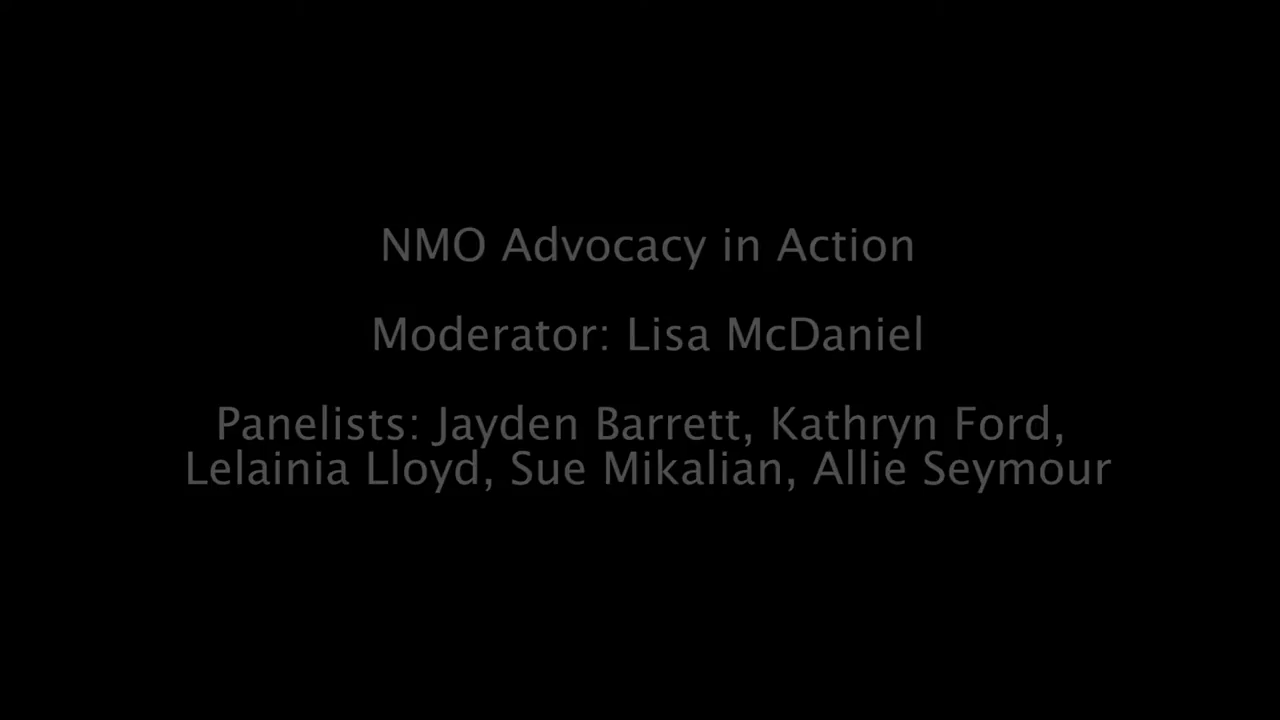 NMO Advocacy in Action
Moderator: Lisa McDaniel
Panelists: Jayden Barrett, Kathryn Ford,
Lelainia Lloyd, Sue Mikalian, Allie Seymour